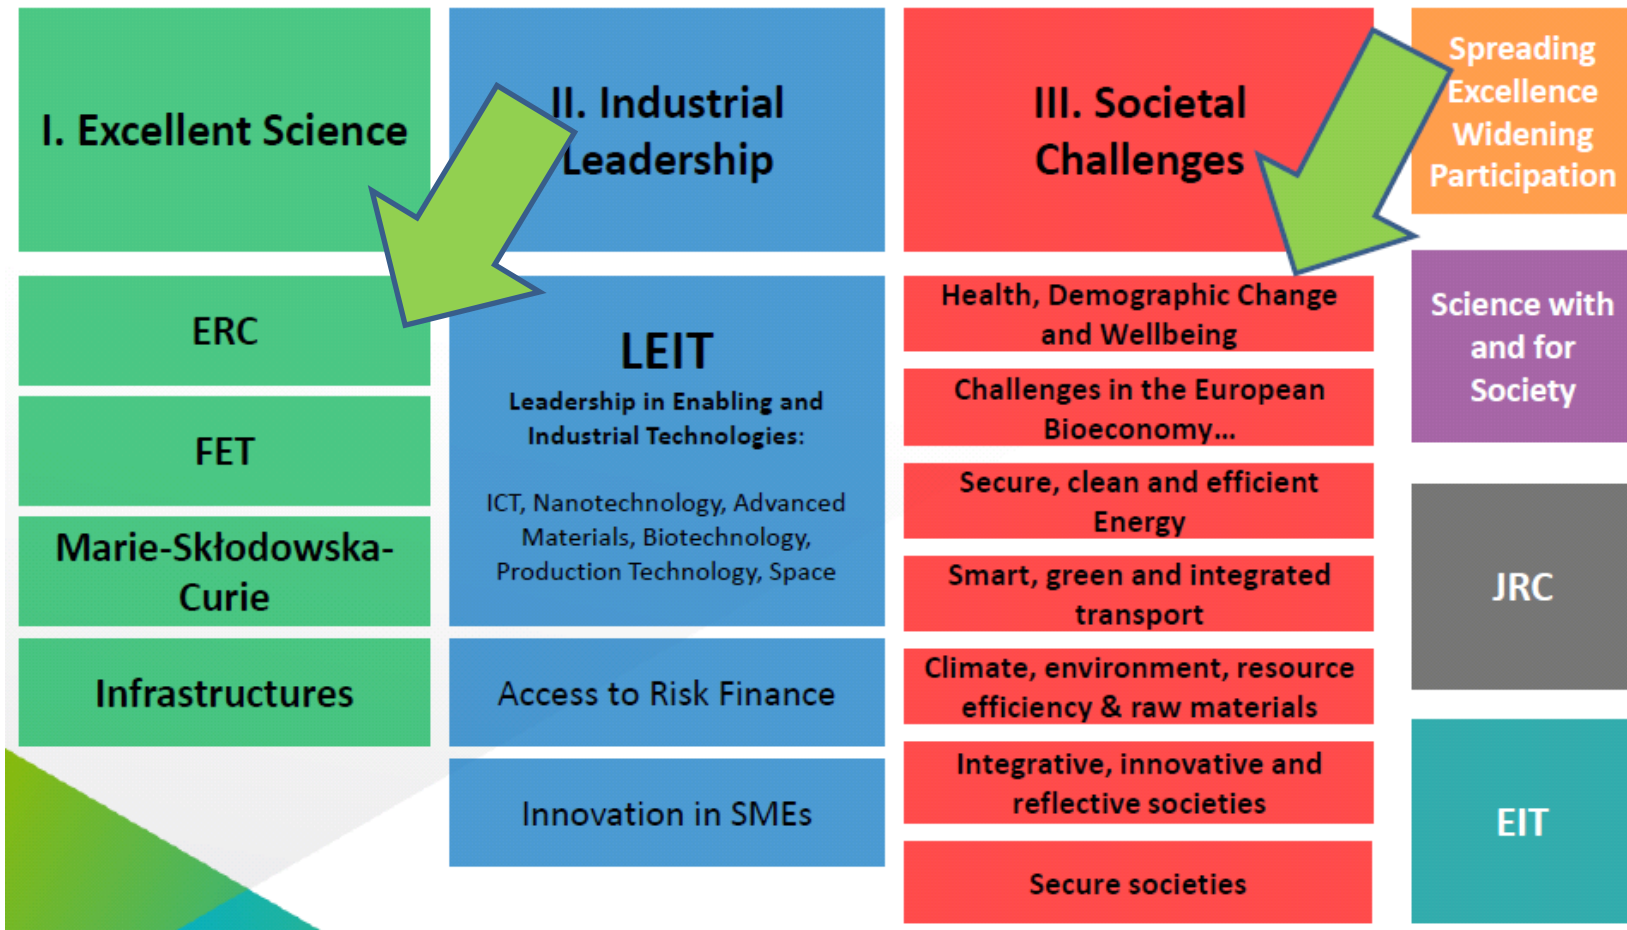 I. Excellent Science
ERC
FET
Marie-Skłodowska-
Curie
Infrastructures
II. Industrial
Leadership
LEIT
Leadership in Enabling and
Industrial Technologies:
ICT, Nanotechnology, Advanced
Materials, Biotechnology,
Production Technology, Space
Access to Risk Finance
Innovation in SMEs
III. Societal
Challenges
Health, Demographic Change
and Wellbeing
Challenges in the European
Bioeconomy...
Secure, clean and efficient
Energy
Smart, green and integrated
transport
Climate, environment, resource
efficiency & raw materials
Integrative, innovative and
reflective societies
Secure societies
Spreading
Excellence
Widening
Participation
Science with
and for
Society
JRC
EIT